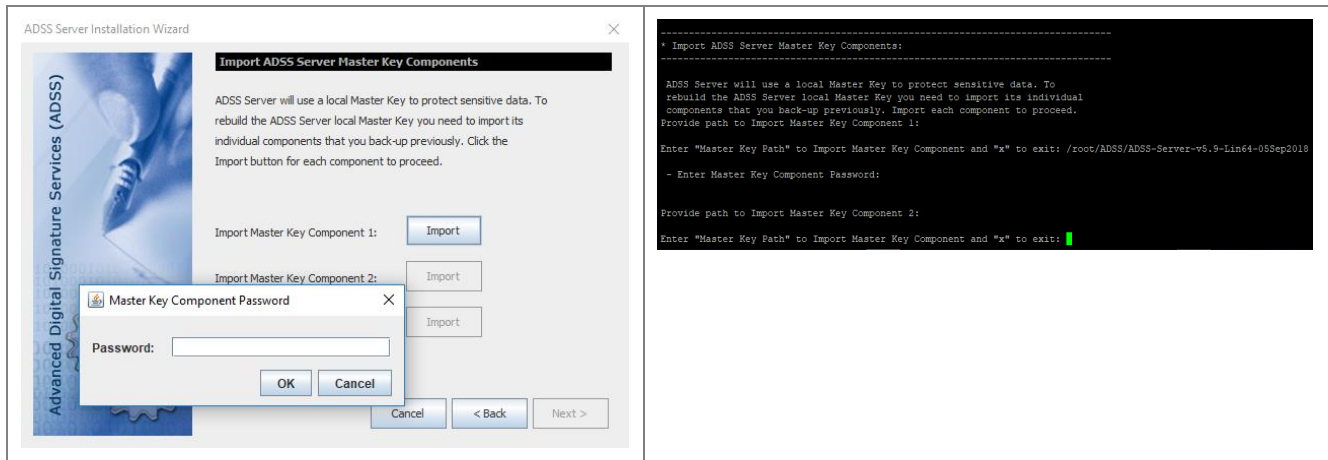 ADSS Server Installation Wizard
Advanced Digital Signature Services (ADSS)
Import ADSS Server Master Key Components
ADSS Server will use a local Master Key to protect sensitive data. To
rebuild the ADSS Server local Master Key you need to import its
individual components that you back-up previously. Click the
Import button for each component to proceed.
Import Master Key Component 1:
Import
Import Master Key Component 2:
Import
Import
Master Key Component Password
Password:
OK
Cancel
Cancel
< Back
Next >
--------------------------------------------------------------------------
* Import ADSS Server Master Key Components:
--------------------------------------------------------------------------
ADSS Server will use a local Master Key to protect sensitive data. To
rebuild the ADSS Server local Master Key you need to import its individual
components that you back-up previously. Import each component to proceed.
Provide path to Import Master Key Component 1:
Enter "Master Key Path" to Import Master Key Component and "x" to exit: /root/ADSS/ADSS-Server-v5.9-Lin64-05Sep2018
- Enter Master Key Component Password:
Provide path to Import Master Key Component 2:
Enter "Master Key Path" to Import Master Key Component and "x" to exit: